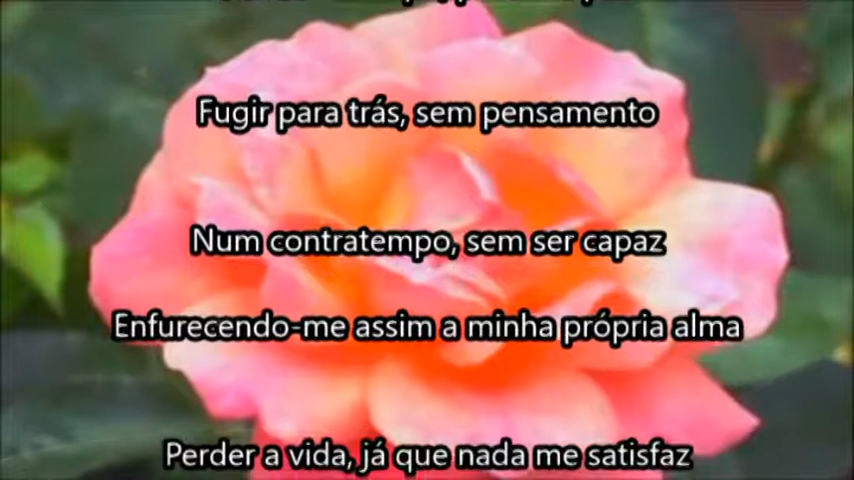 Fugir para trás, sem pensamento
Num contratempo, sem ser capaz
Enfurecendo-me assim a minha própria alma
Perder a vida, já que nada me satisfaz